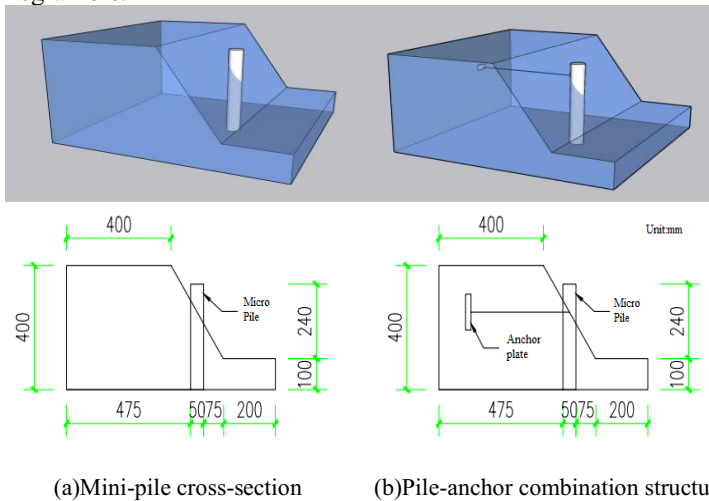 400
400
Micro
Pile
240
100
475
50
75
200
(a)Mini-pile cross-section
400
Unit:mm
400
Micro
Pile
Anchor
plate
240
100
475
50
75
200
(b)Pile-anchor combination structu